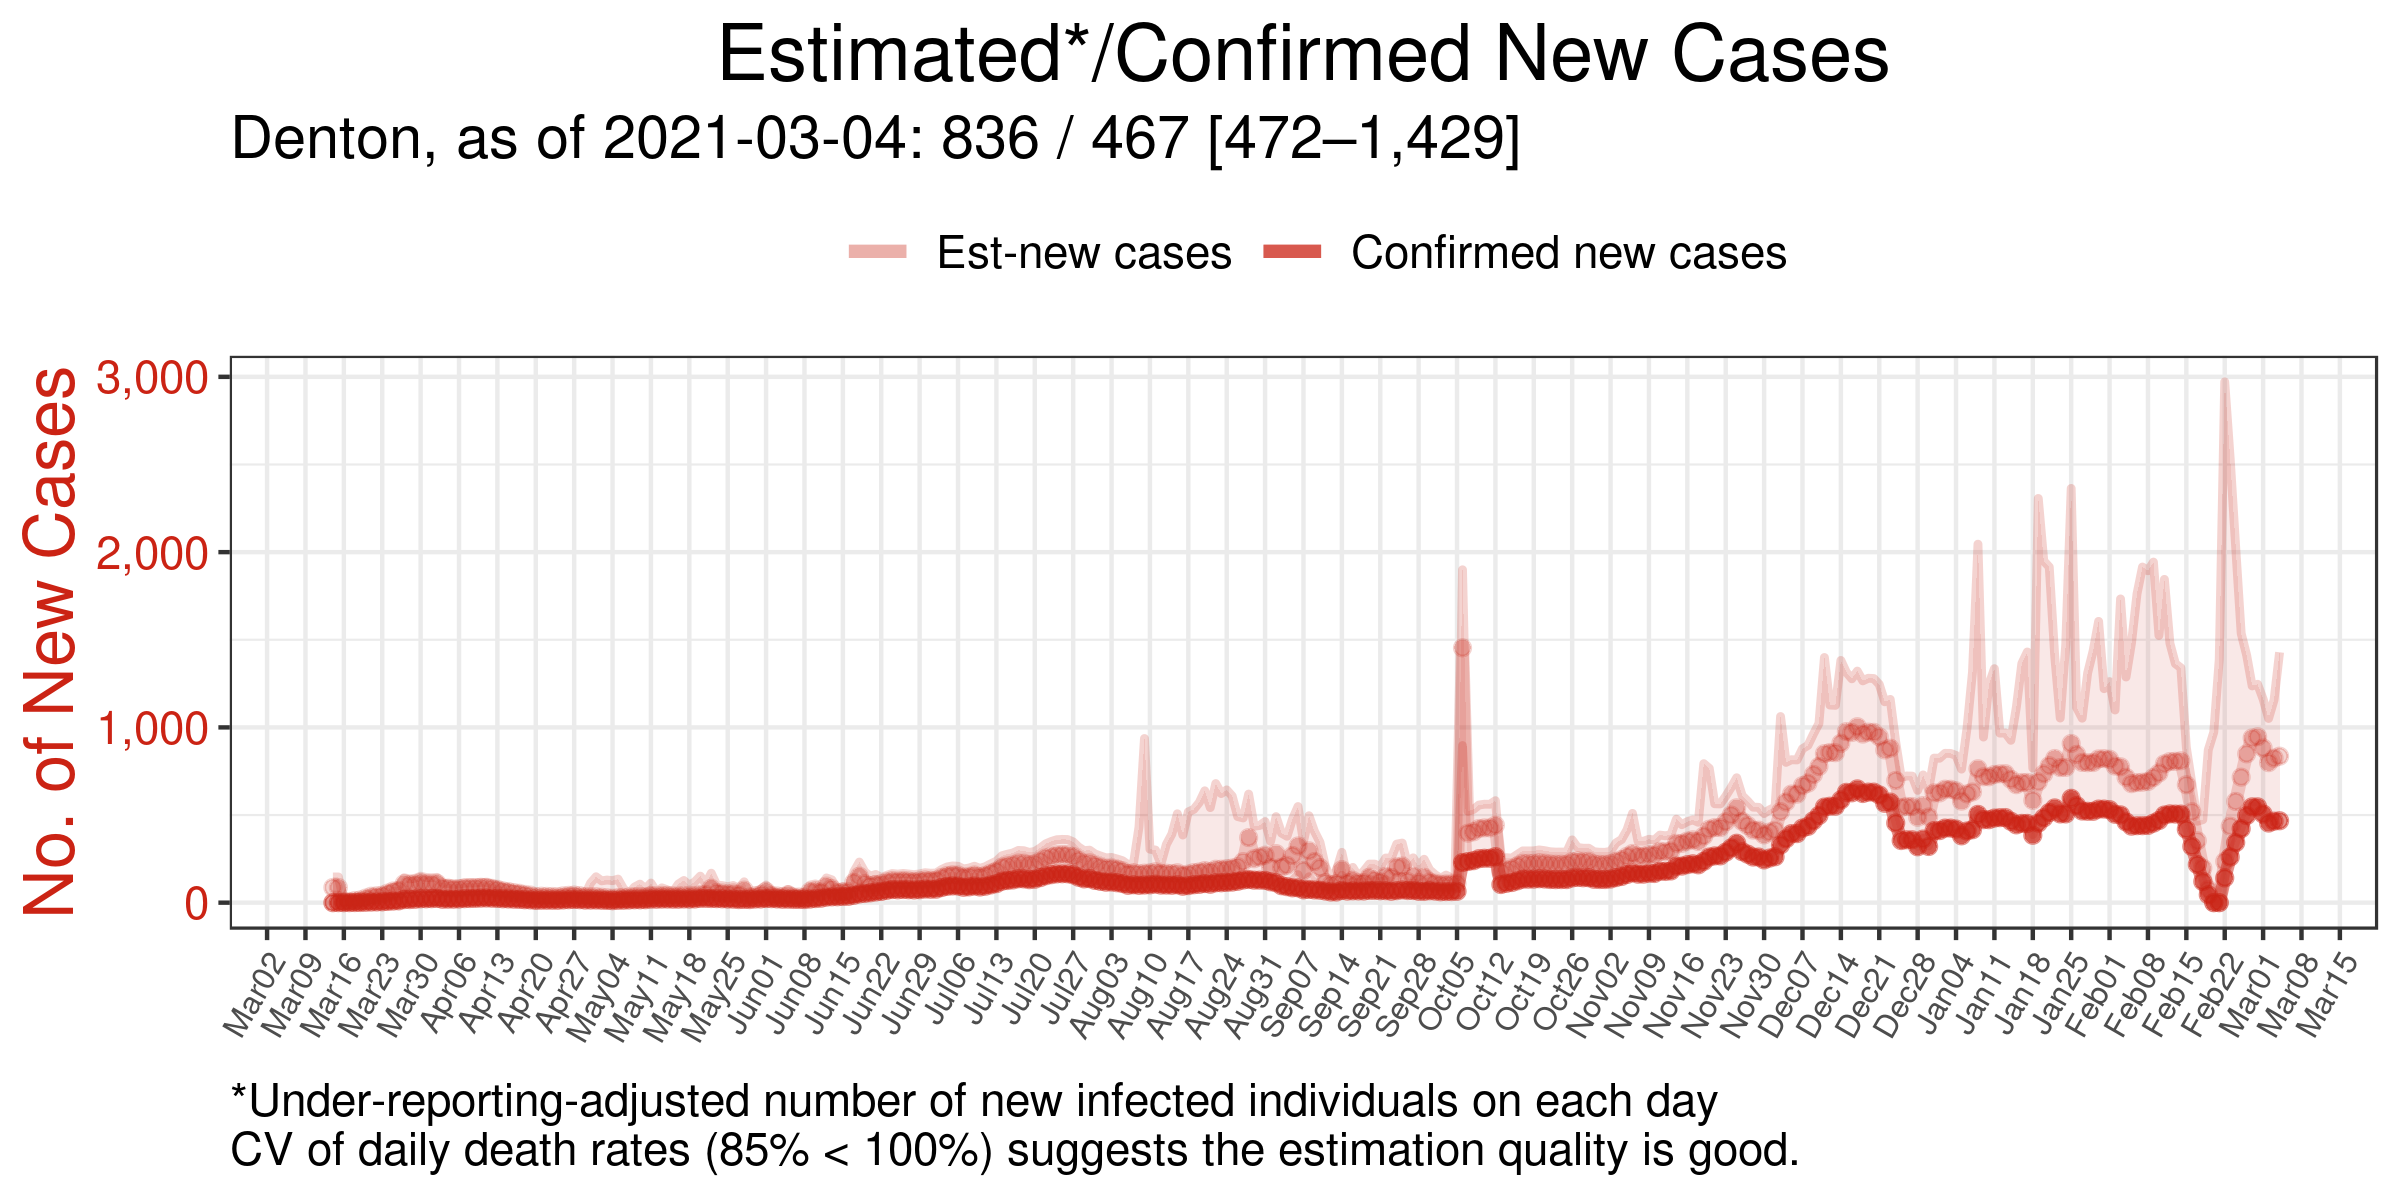 Estimated*/Confirmed New Cases
Denton, as of 2021-03-04: 836 / 467 [472–1,429]
Est-new cases Confirmed new cases
No. of New Cases
3,000
2,000
1,000
0
Mar02 Mar09 Mar16 Mar23 Mar30 Apr06 Apr13 Apr20 Apr27 May04 May11 May18 May25 Jun01 Jun08 Jun15 Jun22 Jun29 Jul06 Jul13 Jul20 Jul27 Aug03 Aug10 Aug17 Aug24 Aug31 Sep07 Sep14 Sep21 Sep28 Oct05 Oct12 Oct19 Oct26 Nov02 Nov09 Nov16 Nov23 Nov30 Dec07 Dec14 Dec21 Dec28 Jan04 Jan11 Jan18 Jan25 Feb01 Feb08 Feb15 Feb22 Mar01 Mar08 Mar15
*Under-reporting-adjusted number of new infected individuals on each day
CV of daily death rates (85% < 100%) suggests the estimation quality is good.